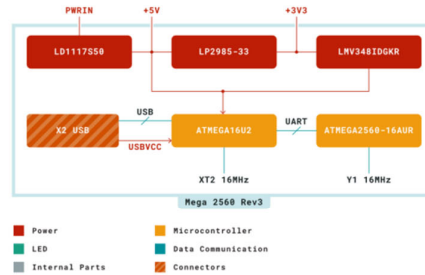 PWRIN +5V +3V3
LD1117S50 LP2985-33 LMV348IDGKR
USB
X2 USB ATMEGA16U2 UART ATMEGA2560-16AUR
USBVCC
XT2 16MHz Y1 16MHz
Mega 2560 Rev3
Power Microcontroller
LED Data Communication
Internal Parts Connectors